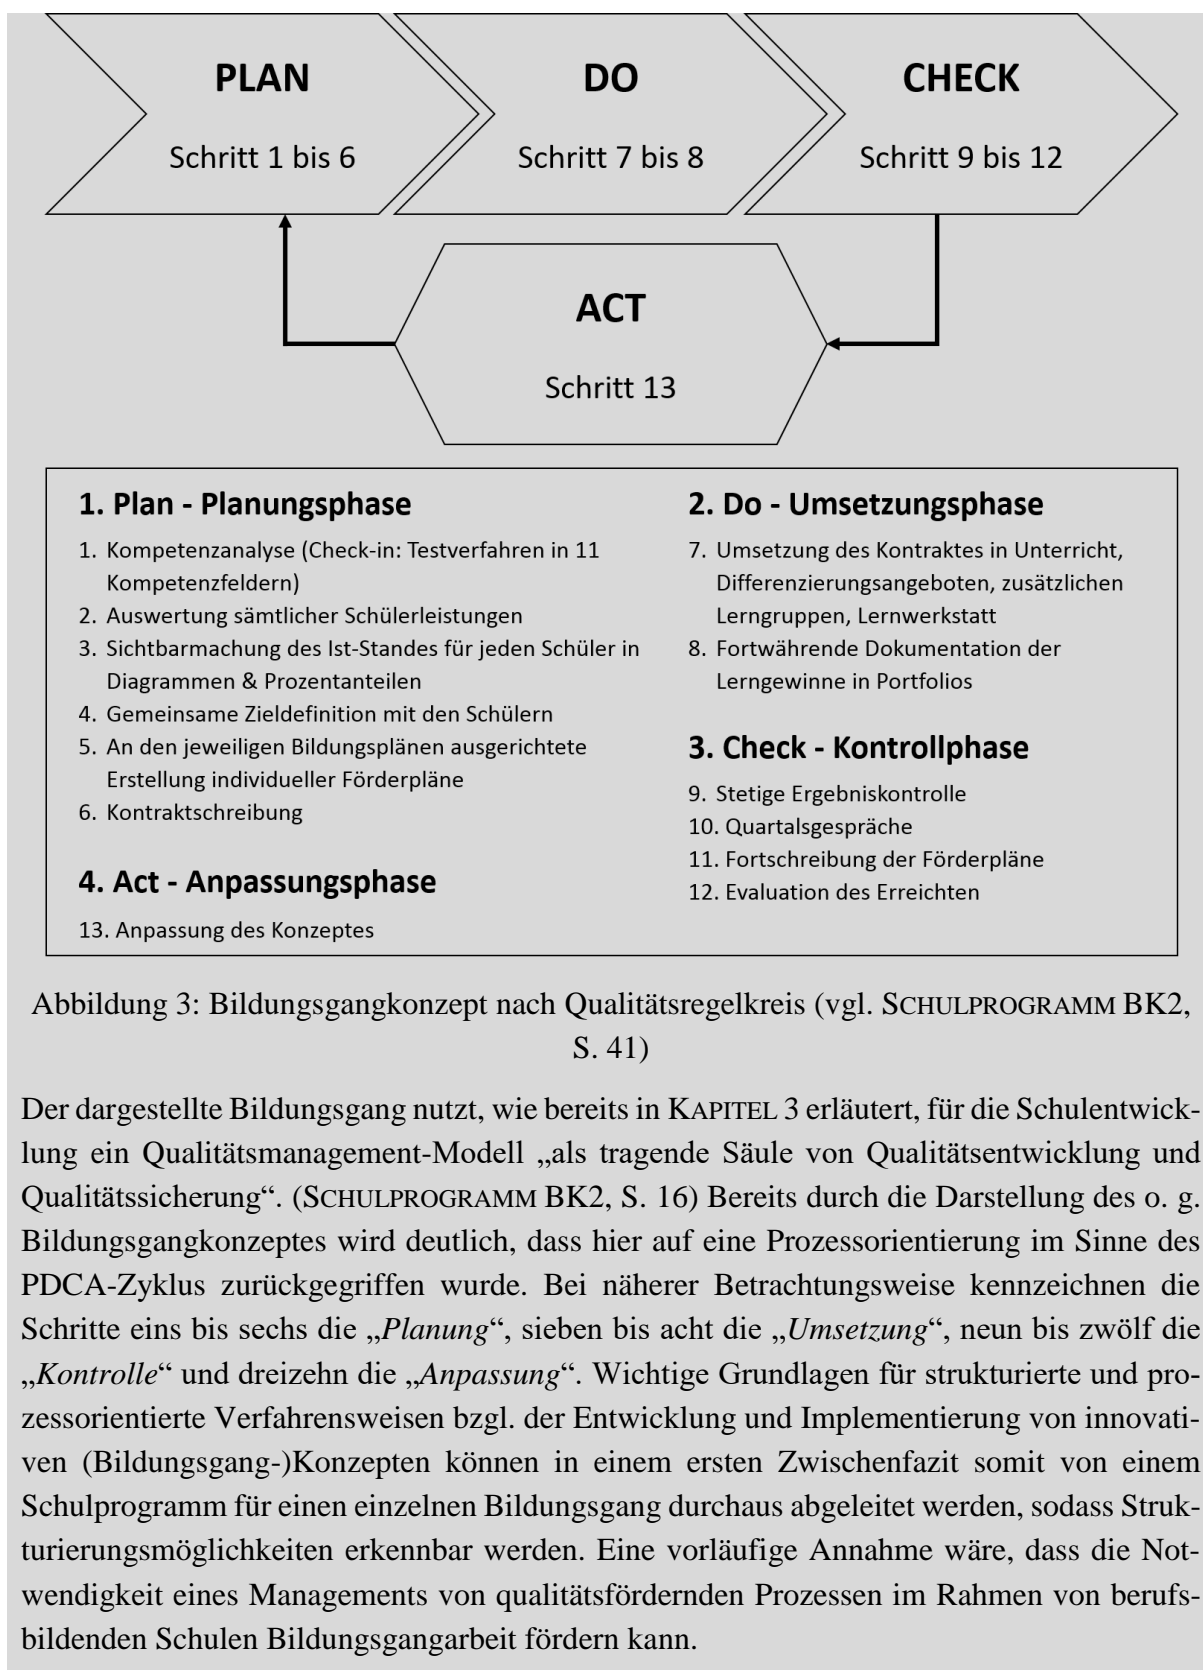 PLAN
Schritt 1 bis 6
DO
Schritt 7 bis 8
CHECK
Schritt 9 bis 12
ACT
Schritt 13
1. Plan - Planungsphase
1. Kompetenzanalyse (Check-in: Testverfahren in 11
Kompetenzfeldern)
2. Auswertung sämtlicher Schülerleistungen
3. Sichtbarmachung des Ist-Standes für jeden Schüler in
Diagrammen & Prozentanteilen
4. Gemeinsame Zieldefinition mit den Schülern
5. An den jeweiligen Bildungsplänen ausgerichtete
Erstellung individueller Förderpläne
6. Kontraktschreibung
2. Do - Umsetzungsphase
7. Umsetzung des Kontraktes in Unterricht,
Differenzierungsangeboten, zusätzlichen
Lerngruppen, Lernwerkstatt
8. Fortwährende Dokumentation der
Lerngewinne in Portfolios
3. Check - Kontrollphase
9. Stetige Ergebniskontrolle
10. Quartalsgespräche
11. Fortschreibung der Förderpläne
12. Evaluation des Erreichten
4. Act - Anpassungsphase
13. Anpassung des Konzeptes
Abbildung 3: Bildungsgangkonzept nach Qualitätsregelkreis (vgl. SCHULPROGRAMM BK2,
S. 41)
Der dargestellte Bildungsgang nutzt, wie bereits in KAPITEL 3 erläutert, für die Schulentwick-
lung ein Qualitätsmanagement-Modell „als tragende Säule von Qualitätsentwicklung und
Qualitätssicherung“. (SCHULPROGRAMM BK2, S. 16) Bereits durch die Darstellung des o. g.
Bildungsgangkonzeptes wird deutlich, dass hier auf eine Prozessorientierung im Sinne des
PDCA-Zyklus zurückgegriffen wurde. Bei näherer Betrachtungsweise kennzeichnen die
Schritte eins bis sechs die „Planung“, sieben bis acht die „Umsetzung“, neun bis zwölf die
„Kontrolle“ und dreizehn die „Anpassung“. Wichtige Grundlagen für strukturierte und pro-
zessorientierte Verfahrensweisen bzgl. der Entwicklung und Implementierung von innovati-
ven (Bildungsgang-)Konzepten können in einem ersten Zwischenfazit somit von einem
Schulprogramm für einen einzelnen Bildungsgang durchaus abgeleitet werden, sodass Struk-
turierungsmöglichkeiten erkennbar werden. Eine vorläufige Annahme wäre, dass die Not-
wendigkeit eines Managements von qualitätsfördernden Prozessen im Rahmen von berufs-
bildenden Schulen Bildungsgangarbeit fördern kann.